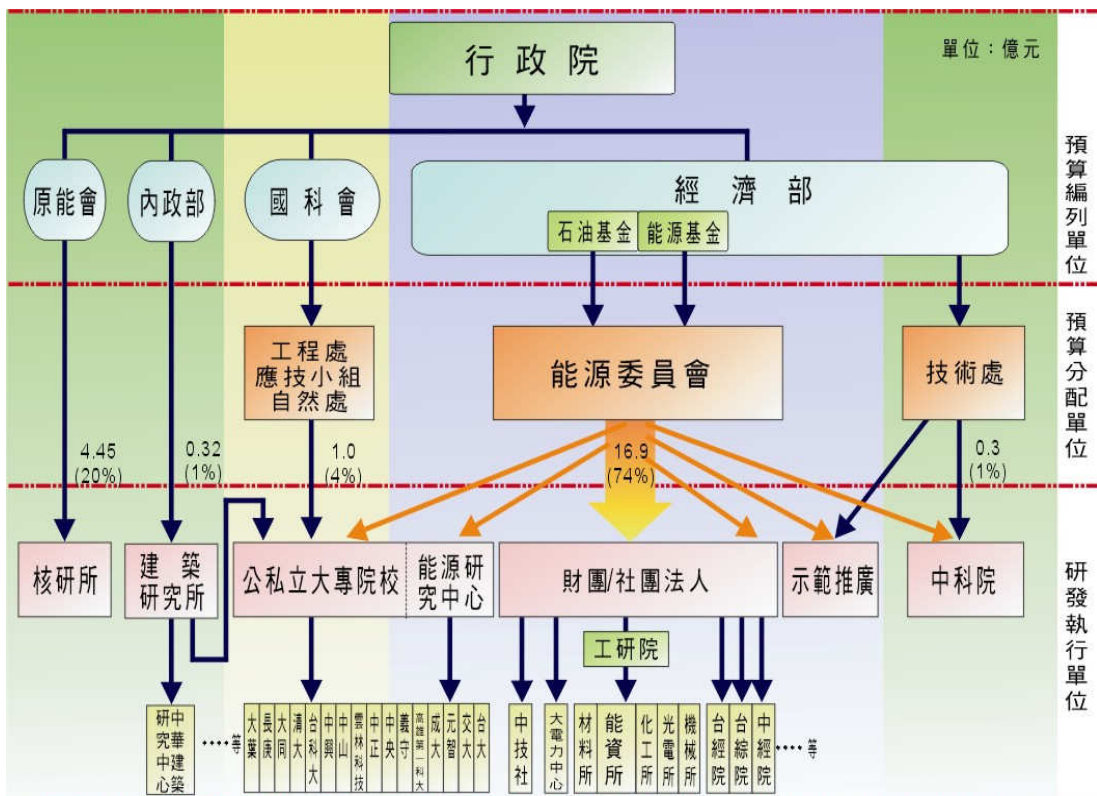 行政院
單位：億元
原能會
內政部
國科會
經濟部
石油基金
能源基金
預算編列單位
工程處
應技小組
自然處
能源委員會
技術處
預算分配單位
4.45
(20%)
0.32
(1%)
1.0
(4%)
16.9
(74%)
0.3
(1%)
核研所
建築
研究所
公私立大專院校
能源研
究中心
財團/社團法人
示範推廣
中科院
工研院
研發執行單位
中華建築
研究中心
……等
大葉
長庚
大同
清大
台科大
中興
中山
雲林科技
中正
中央
義守
高雄第一科大
成大
元智
交大
台大
中技社
大電力中心
材料所
能資所
化工所
光電所
機械所
台經院
台綜院
中經院
……等